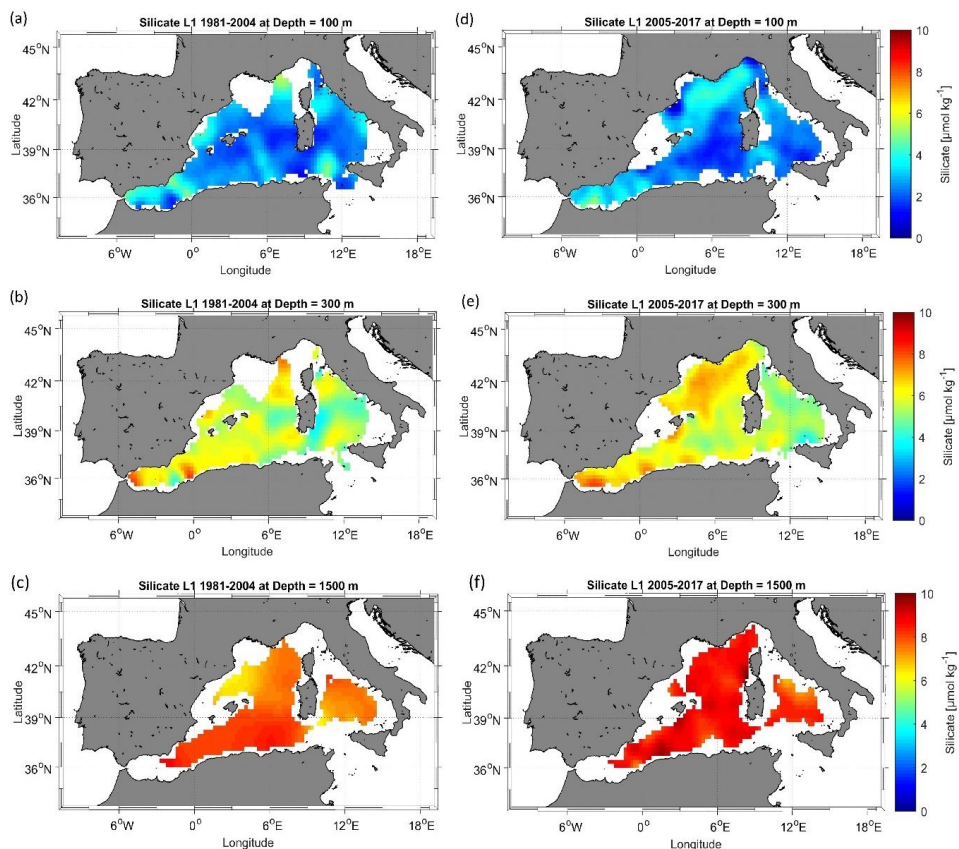 (a)
Silicate L1 1981-2004 at Depth = 100 m
45°N
42°N
39°N
36°N
Latitude
6°W
0°
6°E
12°E
18°E
Longitude
(d)
Silicate L1 2005-2017 at Depth = 100 m
45°N
42°N
39°N
36°N
Latitude
6°W
0°
6°E
12°E
18°E
Longitude
10
8
6
4
2
0
Silicate [µmol kg⁻¹]
(b)
Silicate L1 1981-2004 at Depth = 300 m
45°N
42°N
39°N
36°N
Latitude
6°W
0°
6°E
12°E
18°E
Longitude
(e)
Silicate L1 2005-2017 at Depth = 300 m
45°N
42°N
39°N
36°N
Latitude
6°W
0°
6°E
12°E
18°E
Longitude
10
8
6
4
2
0
Silicate [µmol kg⁻¹]
(c)
Silicate L1 1981-2004 at Depth = 1500 m
45°N
42°N
39°N
36°N
Latitude
6°W
0°
6°E
12°E
18°E
Longitude
(f)
Silicate L1 2005-2017 at Depth = 1500 m
45°N
42°N
39°N
36°N
Latitude
6°W
0°
6°E
12°E
18°E
Longitude
10
8
6
4
2
0
Silicate [µmol kg⁻¹]